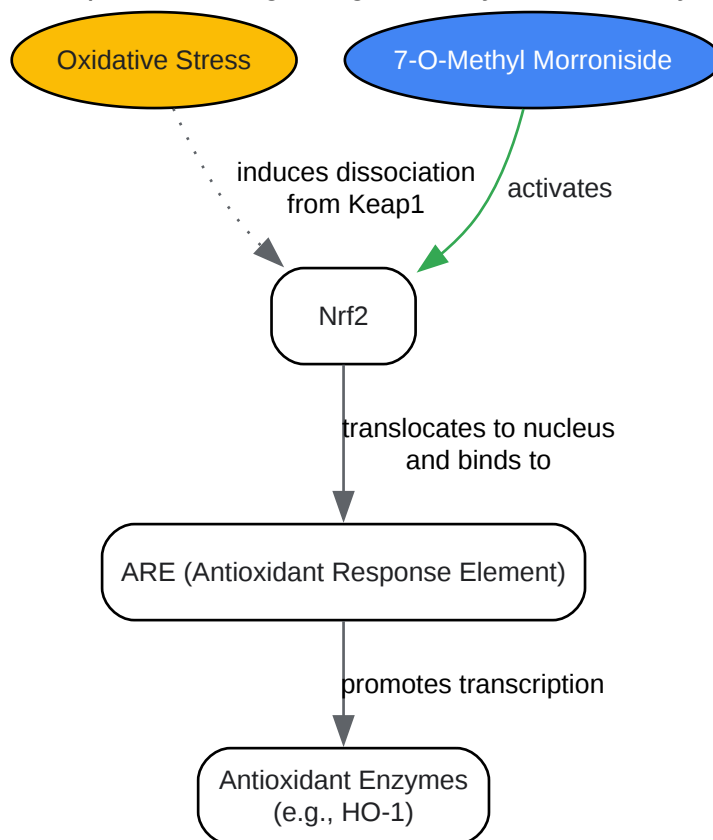 Oxidative Stress
7-O-Methyl Morroniside
induces dissociation
from Keap1
activates
Nrf2
translocates to nucleus
and binds to
ARE (Antioxidant Response Element)
promotes transcription
Antioxidant Enzymes
(e.g., HO-1)